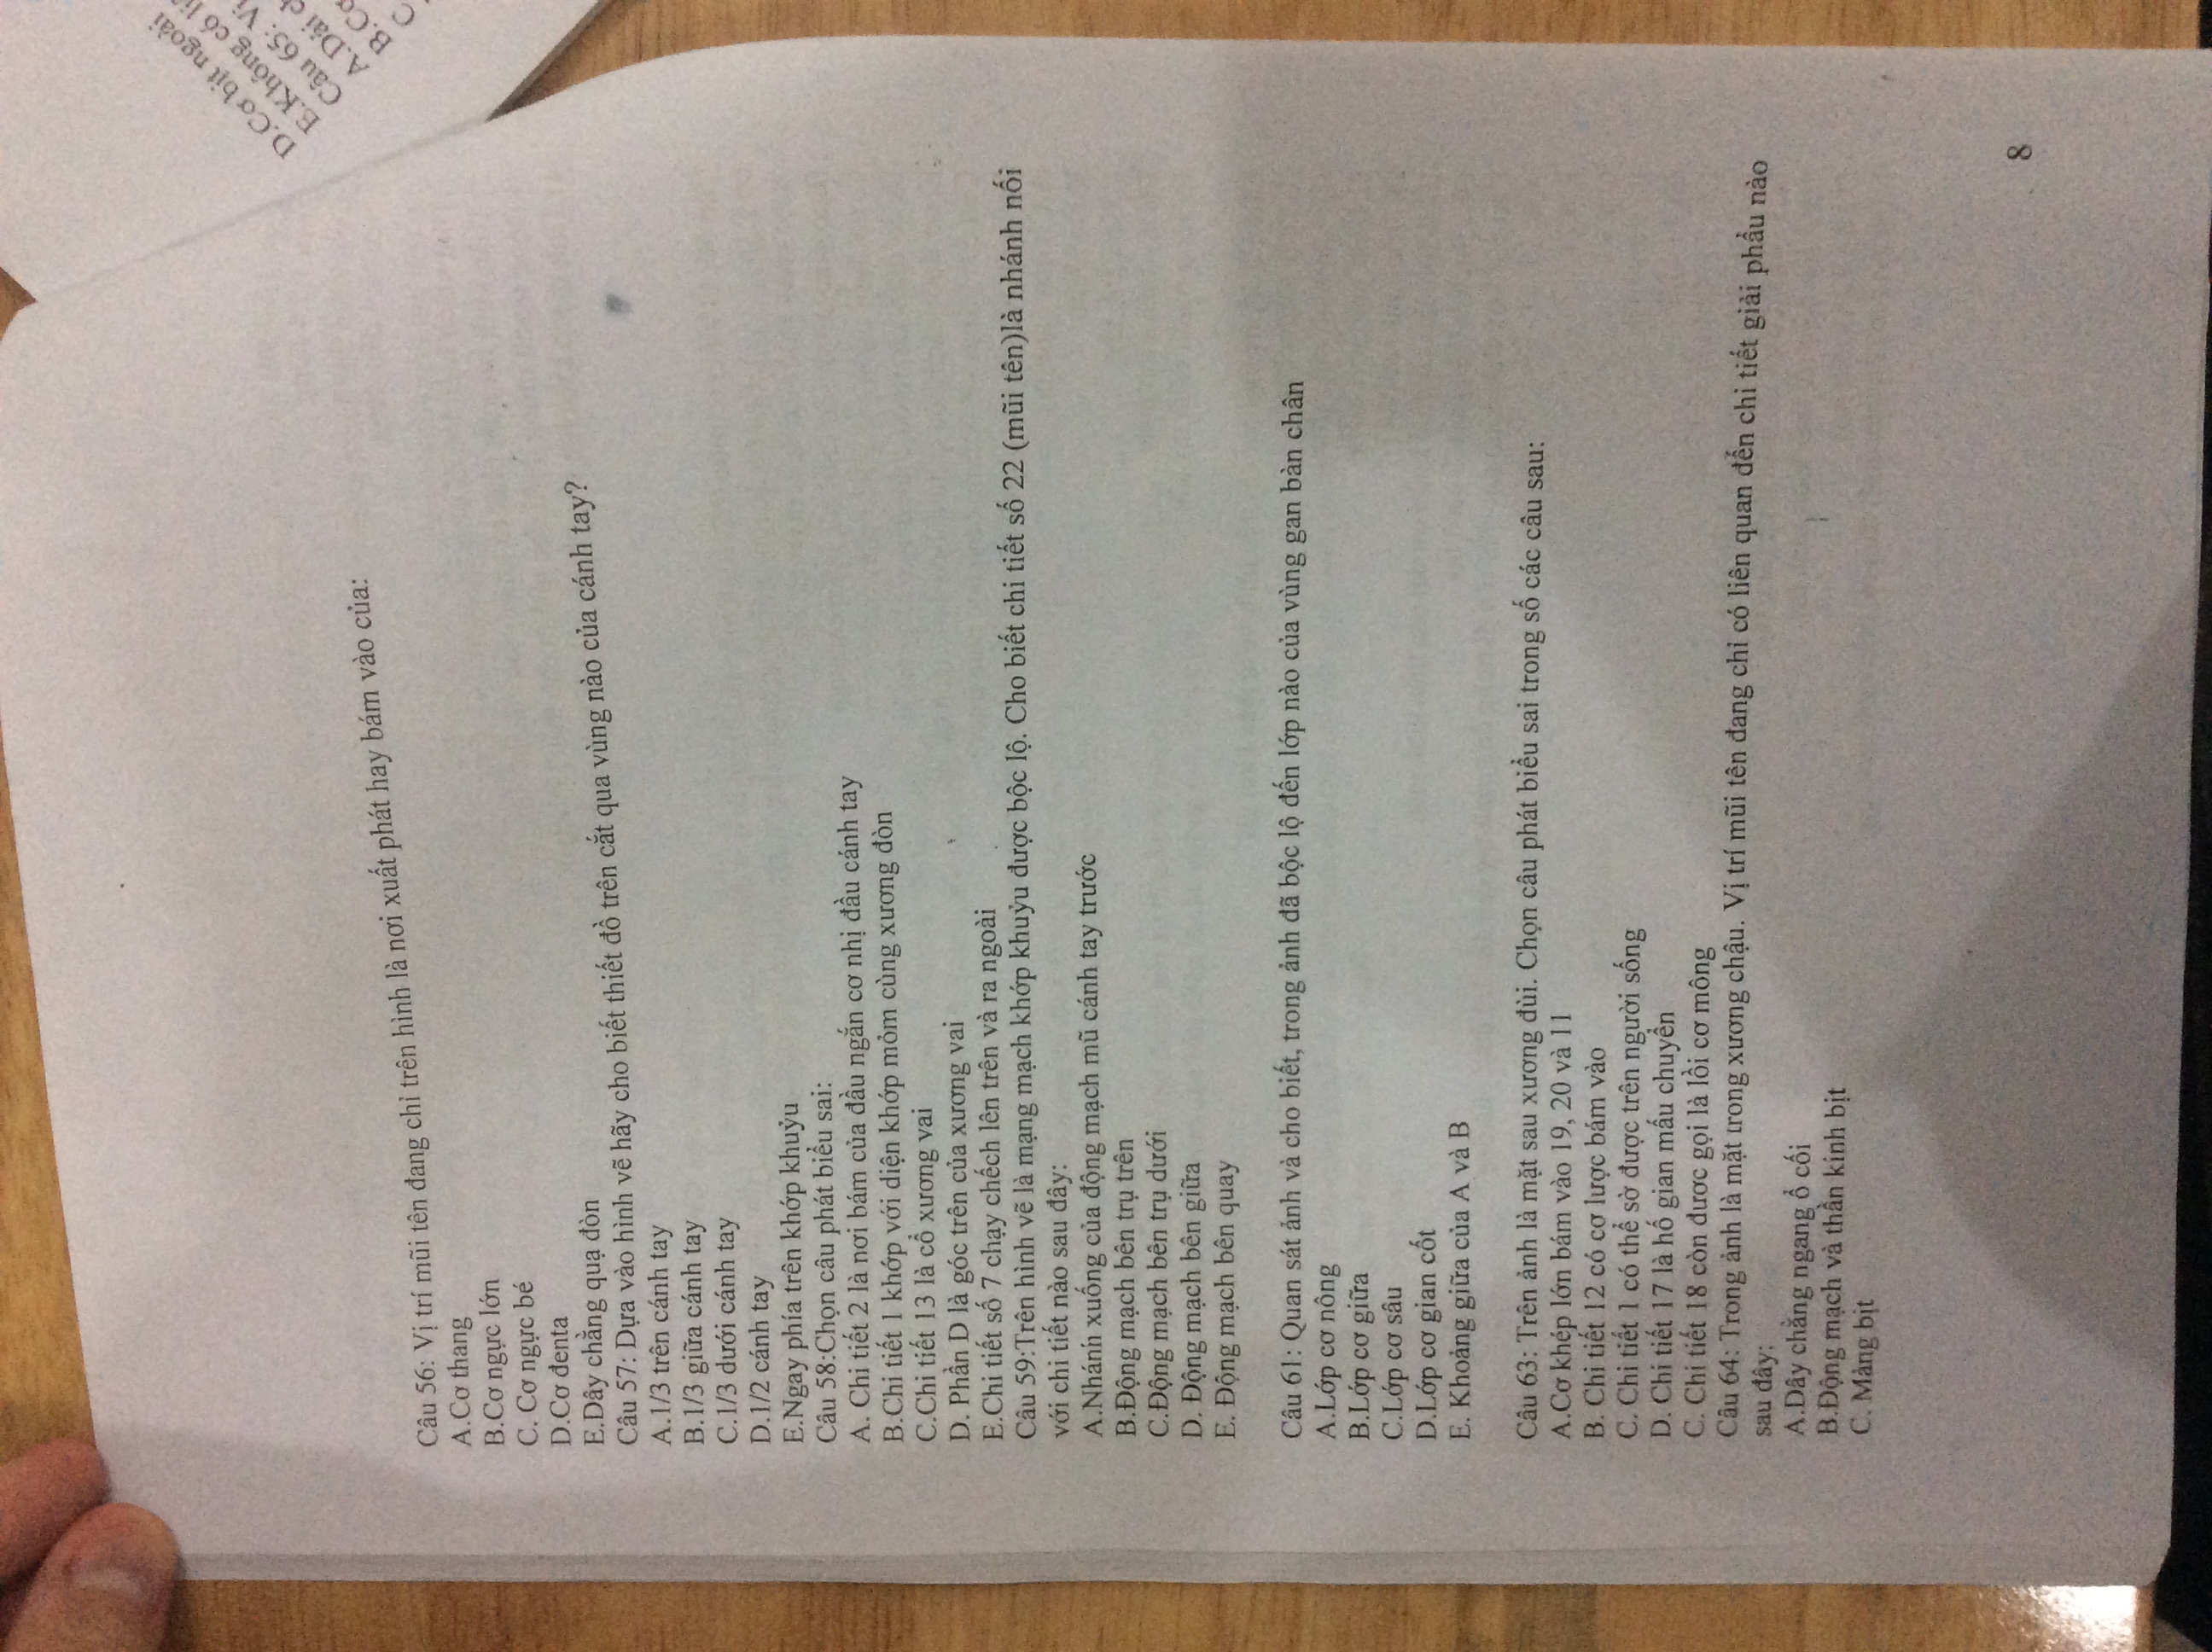 Câu 56: Vị trí mũi tên đang chỉ trên hình là nơi xuất phát hay bám vào của:
A.Cơ thang
B.Cơ ngực lớn
C. Cơ ngực bé
D.Cơ đenta
E.Dây chằng quạ đòn
Câu 57: Dựa vào hình vẽ hãy cho biết thiết đồ trên cắt qua vùng nào của cánh tay?
A.1/3 trên cánh tay
B.1/3 giữa cánh tay
C.1/3 dưới cánh tay
D.1/2 cánh tay
E.Ngay phía trên khớp khuỷu
Câu 58:Chọn câu phát biểu sai:
A. Chi tiết 2 là nơi bám của đầu ngắn cơ nhị đầu cánh tay
B.Chi tiết 1 khớp với diện khớp mỏm cùng xương đòn
C.Chi tiết 13 là cổ xương vai
D. Phần D là góc trên của xương vai
E.Chi tiết số 7 chạy chếch lên trên và ra ngoài
Câu 59:Trên hình vẽ là mạng mạch khớp khuỷu được bộc lộ. Cho biết chi tiết số 22 (mũi tên)là nhánh nối
với chi tiết nào sau đây:
A.Nhánh xuống của động mạch mũ cánh tay trước
B.Động mạch bên trụ trên
C.Động mạch bên trụ dưới
D. Động mạch bên giữa
E. Động mạch bên quay
Câu 61: Quan sát ảnh và cho biết, trong ảnh đã bộc lộ đến lớp nào của vùng gan bàn chân
A.Lớp cơ nông
B.Lớp cơ giữa
C.Lớp cơ sâu
D.Lớp cơ gian cốt
E. Khoảng giữa của A và B
Câu 63: Trên ảnh là mặt sau xương đùi. Chọn câu phát biểu sai trong số các câu sau:
A.Cơ khép lớn bám vào 19, 20 và 11
B. Chi tiết 12 có cơ lược bám vào
C. Chi tiết 1 có thể sờ được trên người sống
D. Chi tiết 17 là hố gian mấu chuyển
C. Chi tiết 18 còn đươc gọi là lồi cơ mông
Câu 64: Trong ảnh là mặt trong xương chậu. Vị trí mũi tên đang chỉ có liên quan đến chi tiết giải phẩu nào
sau đây:
A.Dây chằng ngang ổ cối
B.Động mạch và thần kinh bịt
C. Màng bịt
8
D.Cơ bịt ngoài
E.Không có
Câu 65:
A.Dải
B.Cơ
C